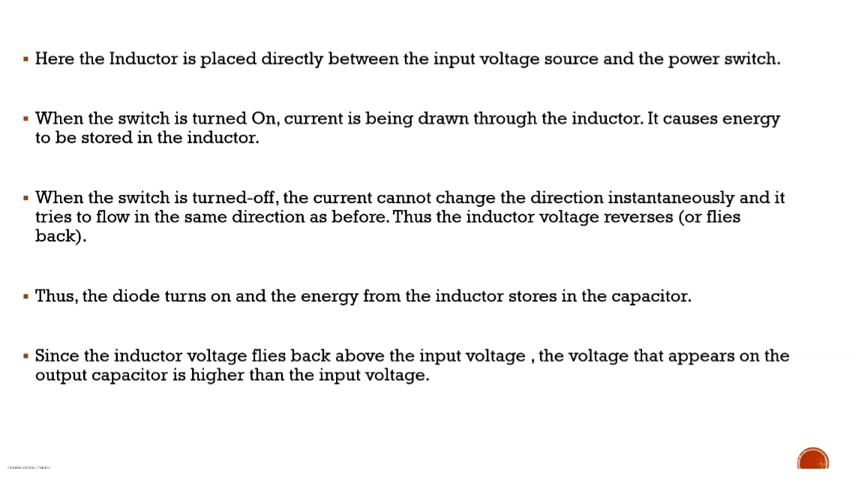 Here the Inductor is placed directly between the input voltage source and the power switch.
When the switch is turned On, current is being drawn through the inductor. It causes energy
to be stored in the inductor.
When the switch is turned-off, the current cannot change the direction instantaneously and it
tries to flow in the same direction as before. Thus the inductor voltage reverses (or flies
back).
Thus, the diode turns on and the energy from the inductor stores in the capacitor.
Since the inductor voltage flies back above the input voltage , the voltage that appears on the
output capacitor is higher than the input voltage.